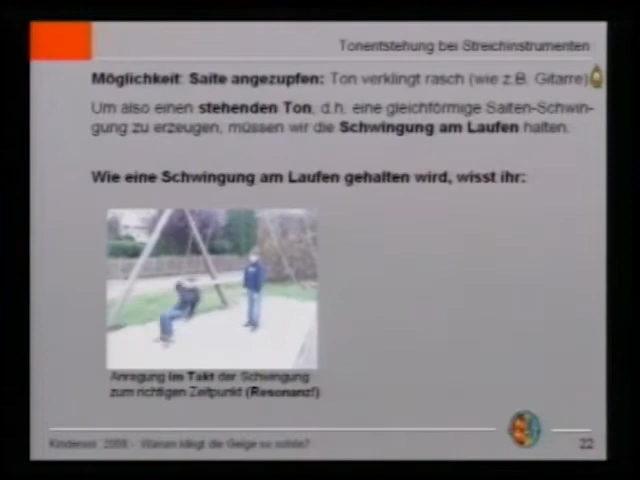 Tonentstehung bei Streichinstrumenten
Möglichkeit: Saite angezupfen: Ton verklingt rasch (wie z.B. Gitarre)
Um also einen stehenden Ton, d.h. eine gleichförmige Saiten-Schwin-
gung zu erzeugen, müssen wir die Schwingung am Laufen halten.
Wie eine Schwingung am Laufen gehalten wird, wisst ihr:
Anregung im Takt der Schwingung
zum richtigen Zeitpunkt (Resonanz!)
- Warum klingt die Geige so schön?
22